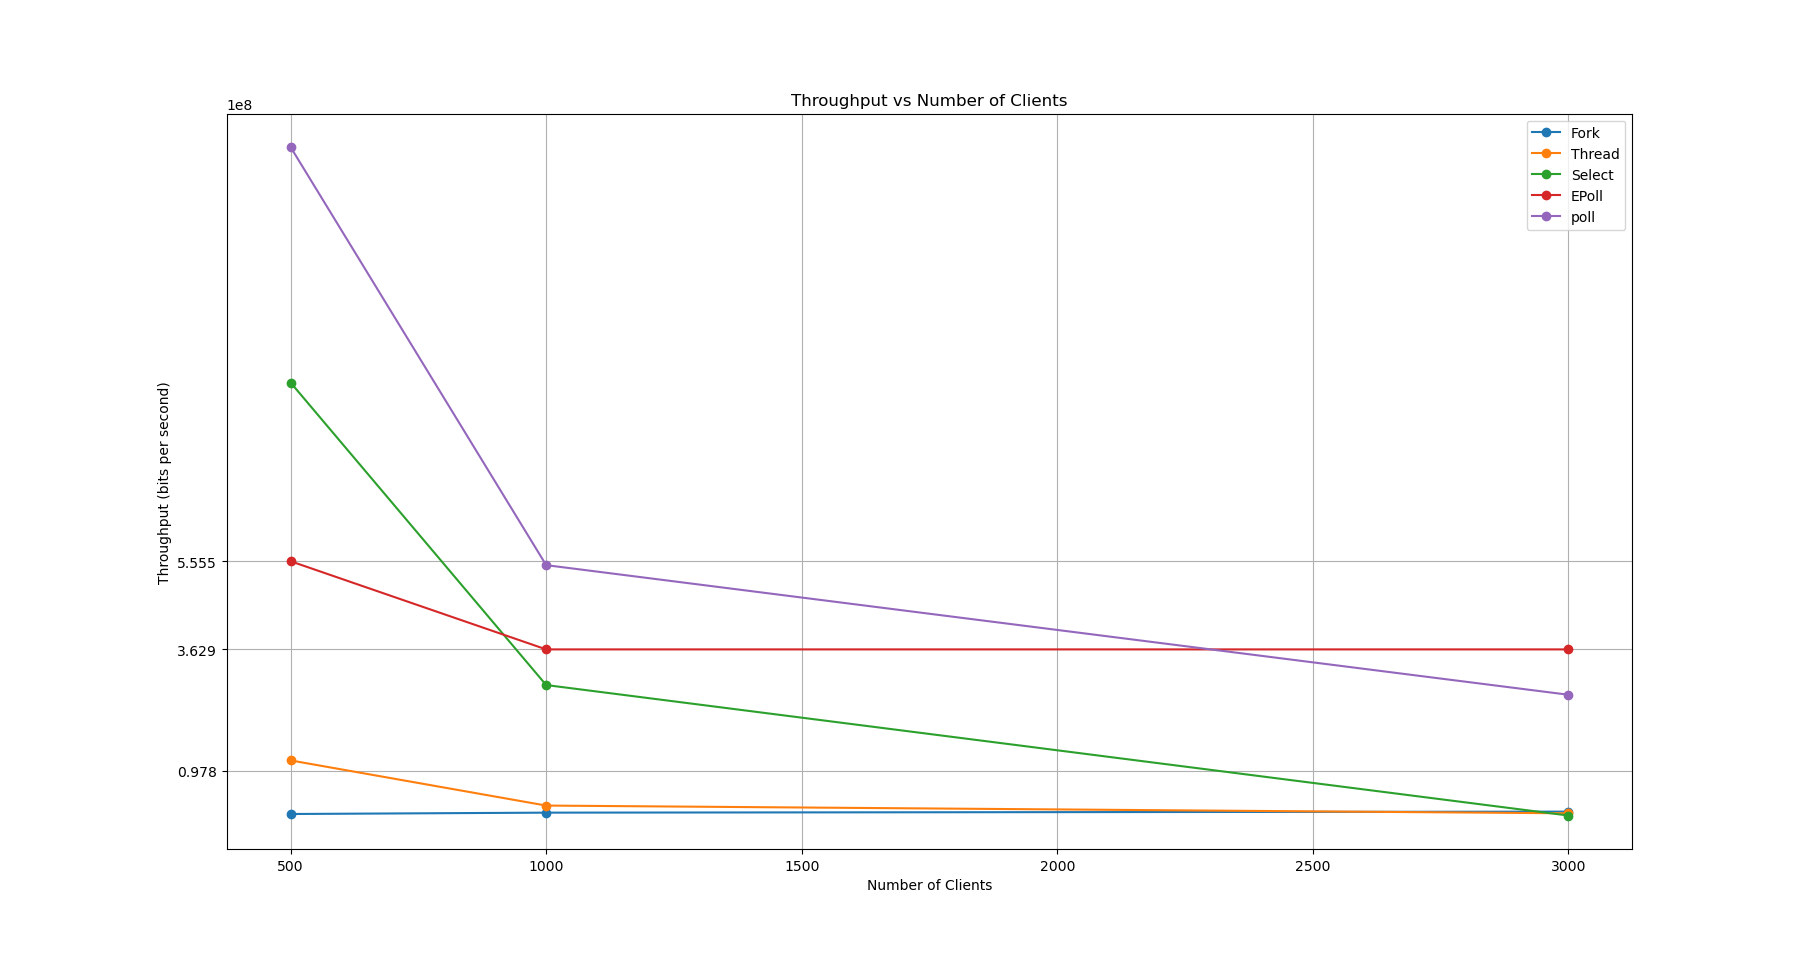 Throughput vs Number of Clients
1e8
Fork
Thread
Select
EPoll
poll
Throughput (bits per second)
5.555
3.629
0.978
500 1000 1500 2000 2500 3000
Number of Clients